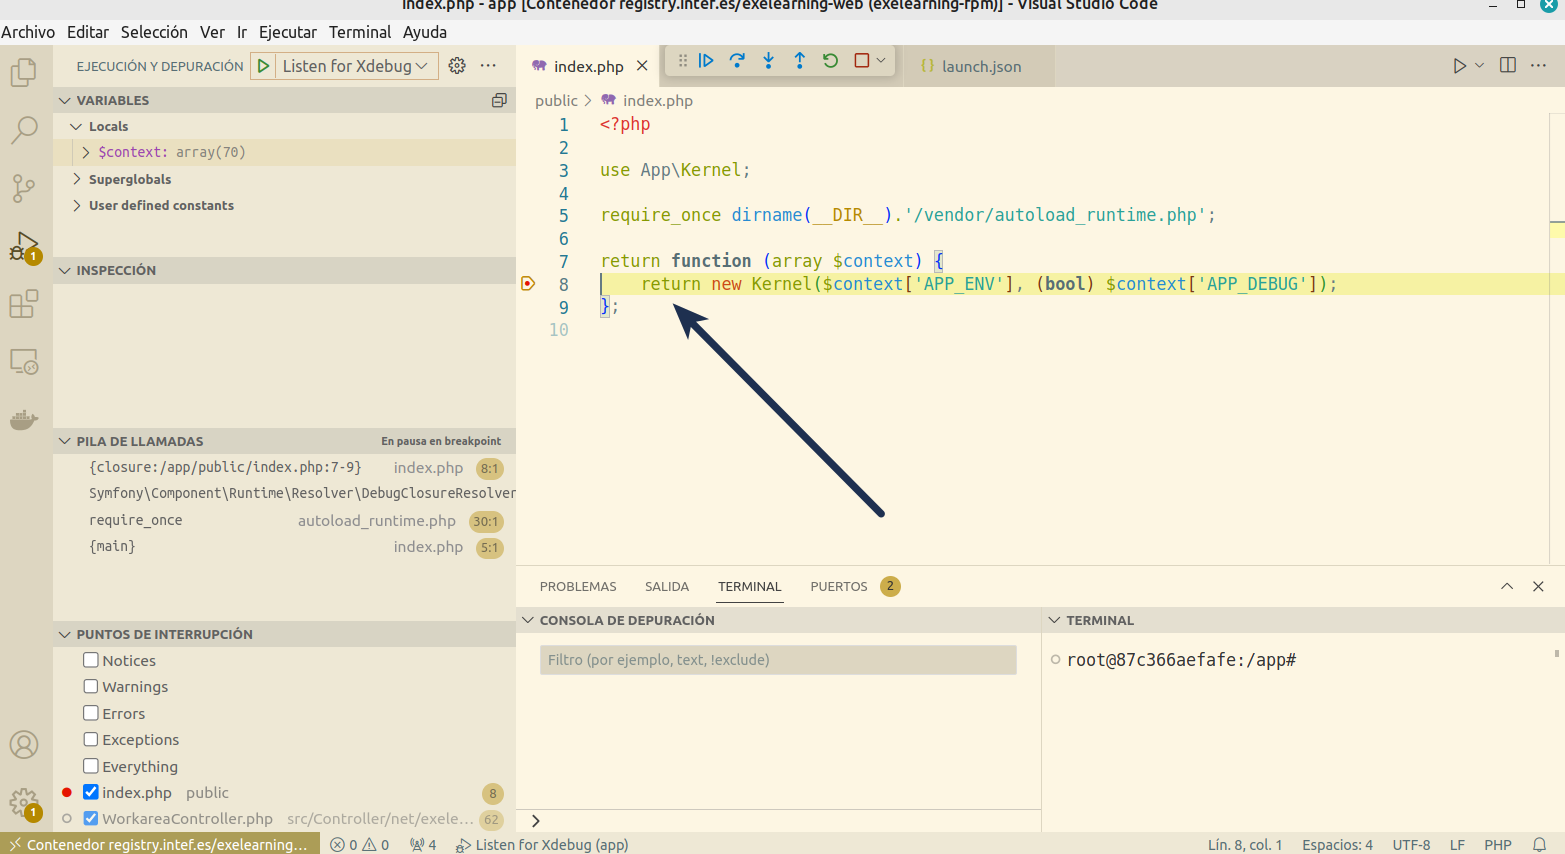 index.php - app [Contenedor registry.intef.es/exelearning-web (exelearning-fpm)] - Visual Studio Code
Archivo Editar Selección Ver Ir Ejecutar Terminal Ayuda
EJECUCIÓN Y DEPURACIÓN Listen for Xdebug
index.php launch.json
VARIABLES
Locals
$context: array(70)
Superglobals
User defined constants
INSPECCIÓN
PILA DE LLAMADAS En pausa en breakpoint
{closure:/app/public/index.php:7-9} index.php 8:1
Symfony\Component\Runtime\Resolver\DebugClosureResolver
require_once autoload_runtime.php 30:1
{main} index.php 5:1
PUNTOS DE INTERRUPCIÓN
Notices
Warnings
Errors
Exceptions
Everything
index.php public 8
WorkareaController.php src/Controller/net/exele... 62
1
1
public > index.php
1 <?php
2
3 use App\Kernel;
4
5 require_once dirname(__DIR__).'/vendor/autoload_runtime.php';
6
7 return function (array $context) {
8 return new Kernel($context['APP_ENV'], (bool) $context['APP_DEBUG']);
9 };
10
PROBLEMAS SALIDA TERMINAL PUERTOS 2
CONSOLA DE DEPURACIÓN
Filtro (por ejemplo, text, !exclude)
>
TERMINAL
root@87c366aefafe:/app#
Contenedor registry.intef.es/exelearning... 0 0 4 Listen for Xdebug (app) Lín. 8, col. 1 Espacios: 4 UTF-8 LF PHP